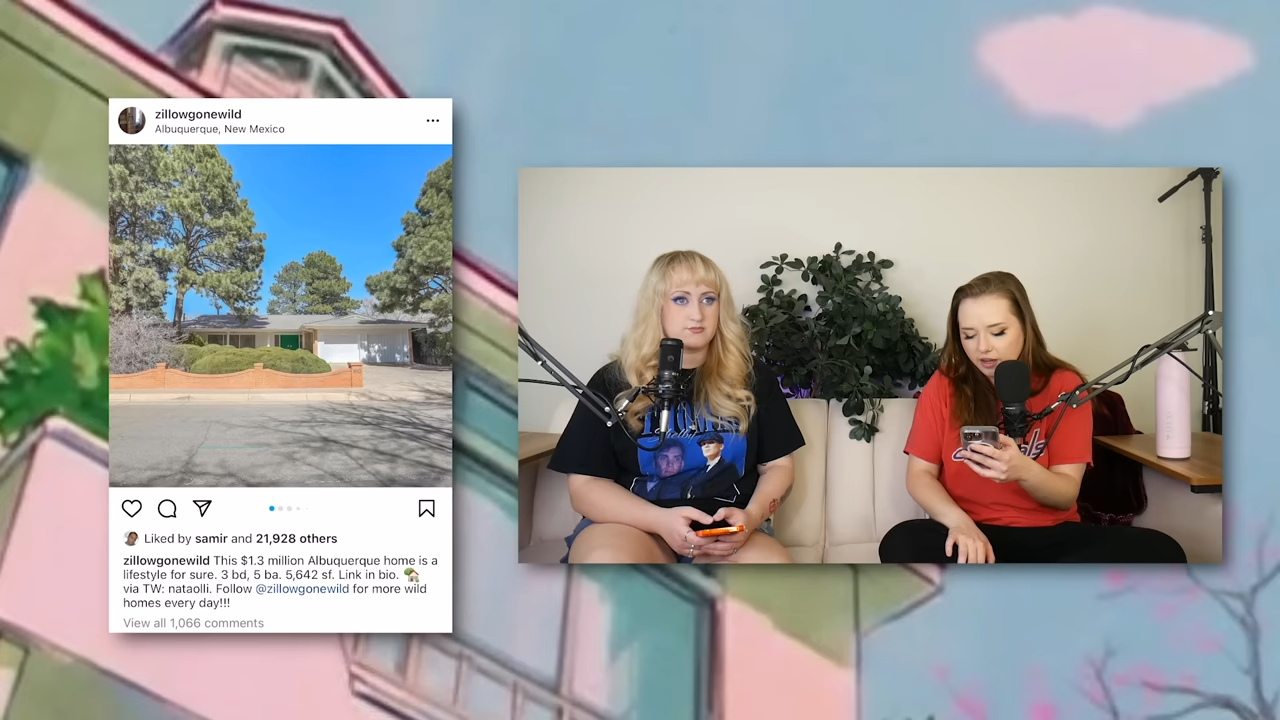 zillowgonewild
Albuquerque, New Mexico
Liked by samir and 21,928 others
zillowgonewild This $1.3 million Albuquerque home is a
lifestyle for sure. 3 bd, 5 ba. 5,642 sf. Link in bio.
via TW: nataolli. Follow @zillowgonewild for more wild
homes every day!!!
View all 1,066 comments
Shelby